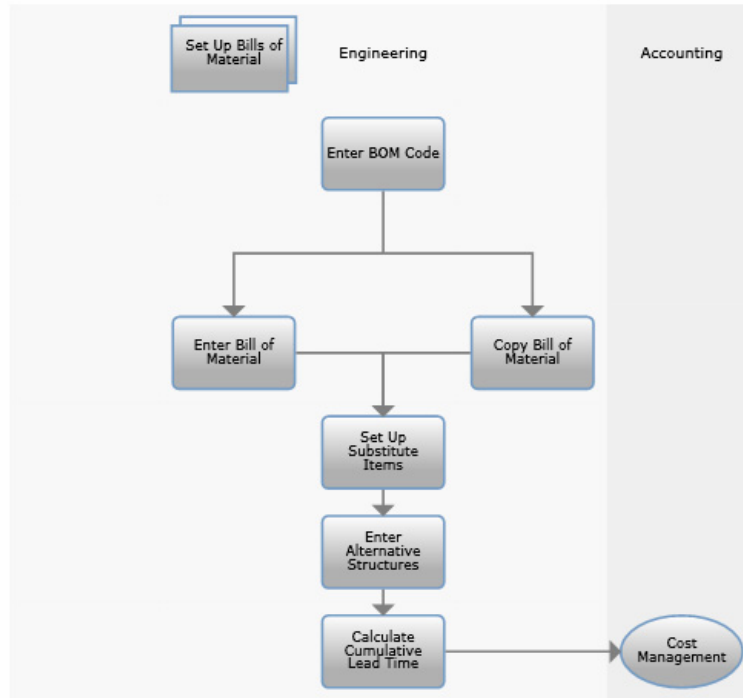 Set Up Bills of
Material
Engineering
Accounting
Enter BOM Code
Enter Bill of
Material
Copy Bill of
Material
Set Up
Substitute
Items
Enter
Alternative
Structures
Calculate
Cumulative
Lead Time
Cost
Management